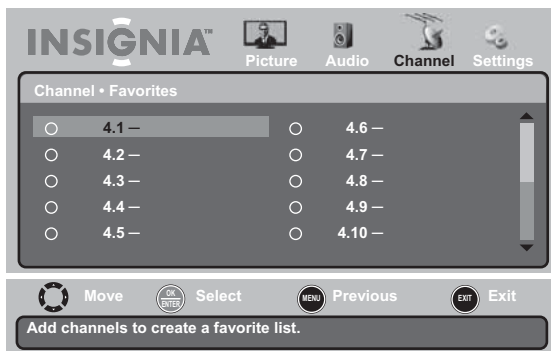 INSIGNIA™
Picture Audio Channel Settings
Channel • Favorites
4.1 — 4.6 —
4.2 — 4.7 —
4.3 — 4.8 —
4.4 — 4.9 —
4.5 — 4.10 —
Move OK ENTER Select MENU Previous EXIT Exit
Add channels to create a favorite list.